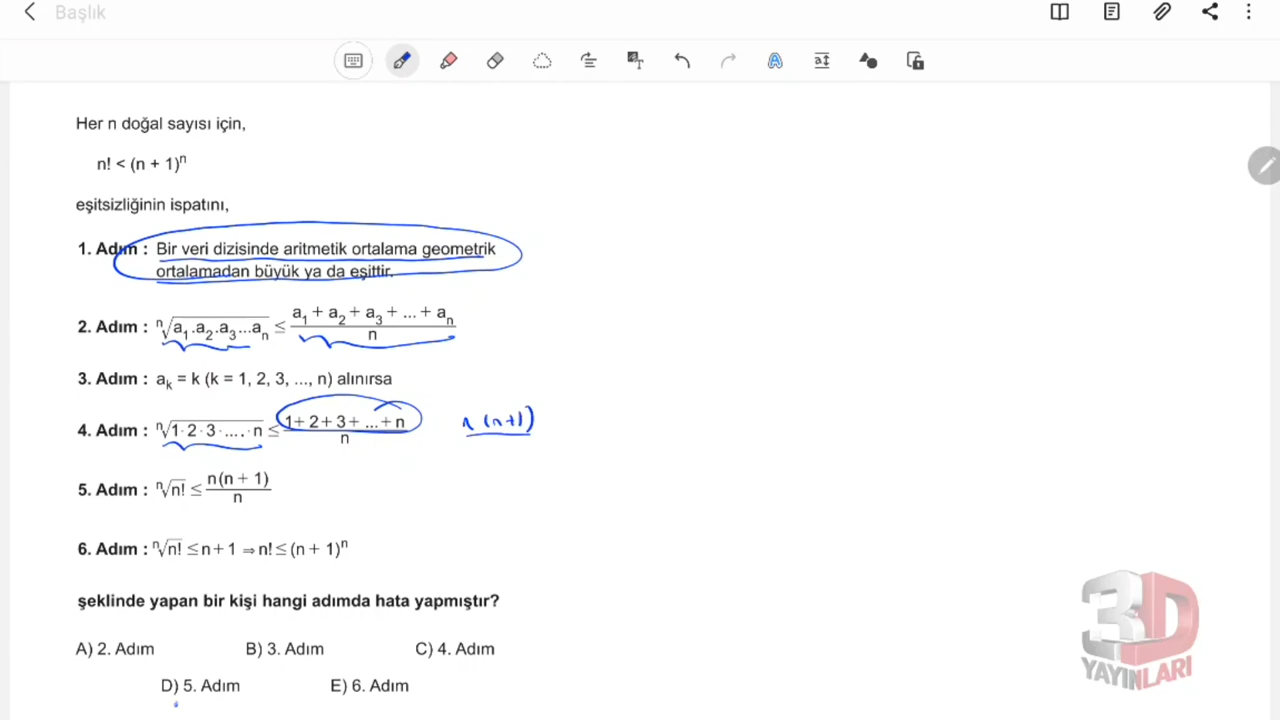 Başlık
Her n doğal sayısı için,
n! < (n + 1)ⁿ
eşitsizliğinin ispatını,
1. Adım : Bir veri dizisinde aritmetik ortalama geometrik
ortalamadan büyük ya da eşittir.
2. Adım : ⁿ√(a₁.a₂.a₃...aₙ) ≤ (a₁ + a₂ + a₃ + ... + aₙ)/n
3. Adım : aₖ = k (k = 1, 2, 3, ..., n) alınırsa
4. Adım : ⁿ√(1·2·3·....·n) ≤ (1+2+3+ ...+n)/n n(n+1)
5. Adım : ⁿ√n! ≤ n(n + 1)/n
6. Adım : ⁿ√n! ≤ n + 1 ⇒ n! ≤ (n + 1)ⁿ
şeklinde yapan bir kişi hangi adımda hata yapmıştır?
A) 2. Adım B) 3. Adım C) 4. Adım
D) 5. Adım E) 6. Adım
3D
YAYINLARI